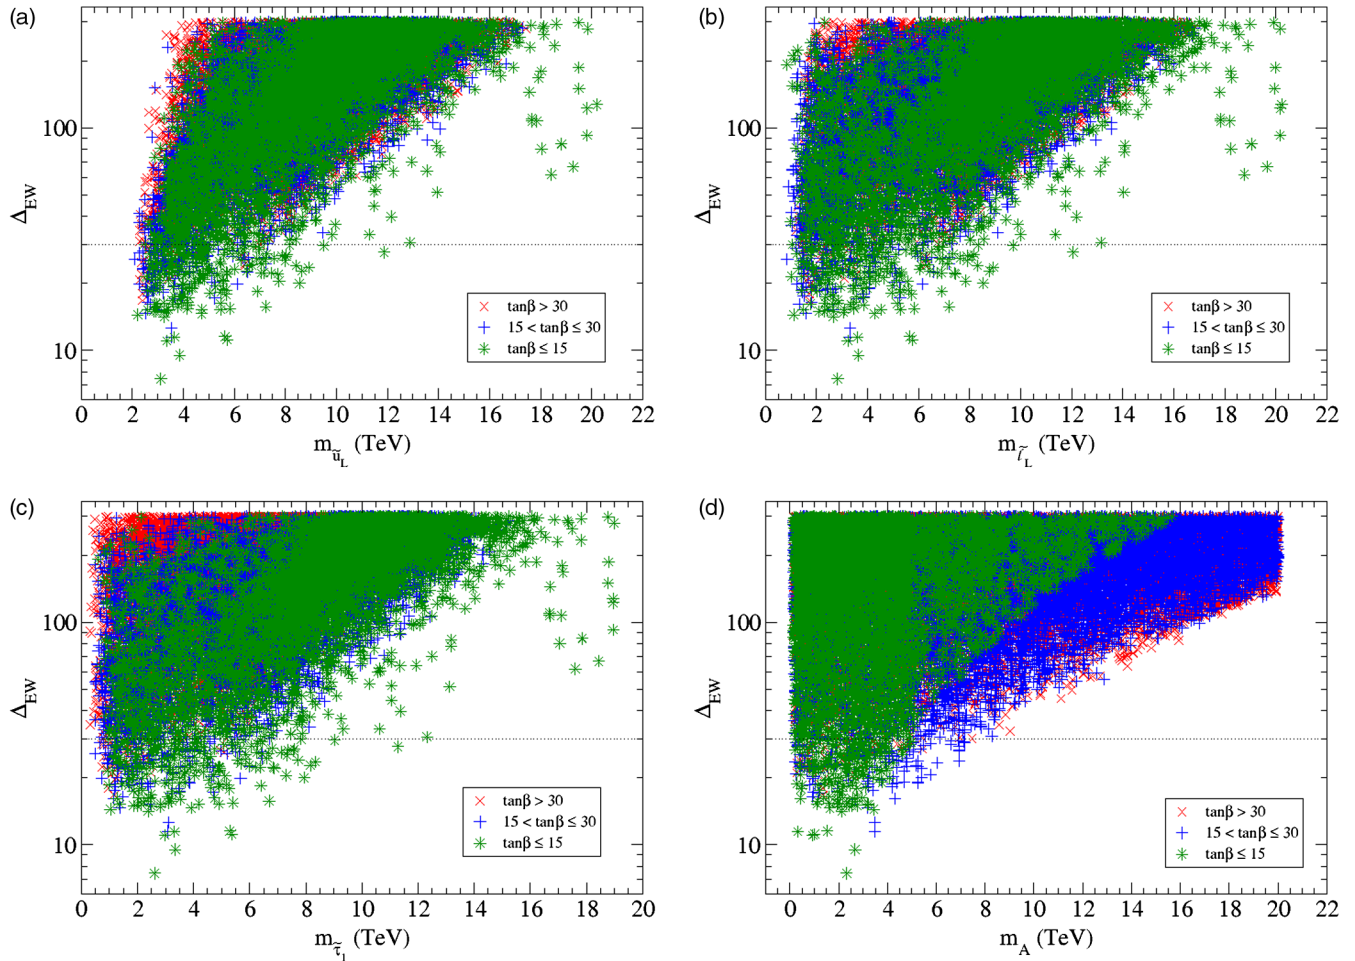 (a)
Δ_EW
100
10
0 2 4 6 8 10 12 14 16 18 20 22
m_ũ_L (TeV)
× tanβ > 30
+ 15 < tanβ ≤ 30
✳ tanβ ≤ 15
(b)
Δ_EW
100
10
0 2 4 6 8 10 12 14 16 18 20 22
m_l̃_L (TeV)
× tanβ > 30
+ 15 < tanβ ≤ 30
✳ tanβ ≤ 15
(c)
Δ_EW
100
10
0 2 4 6 8 10 12 14 16 18 20
m_τ̃_1 (TeV)
× tanβ > 30
+ 15 < tanβ ≤ 30
✳ tanβ ≤ 15
(d)
Δ_EW
100
10
0 2 4 6 8 10 12 14 16 18 20 22
m_A (TeV)
× tanβ > 30
+ 15 < tanβ ≤ 30
✳ tanβ ≤ 15